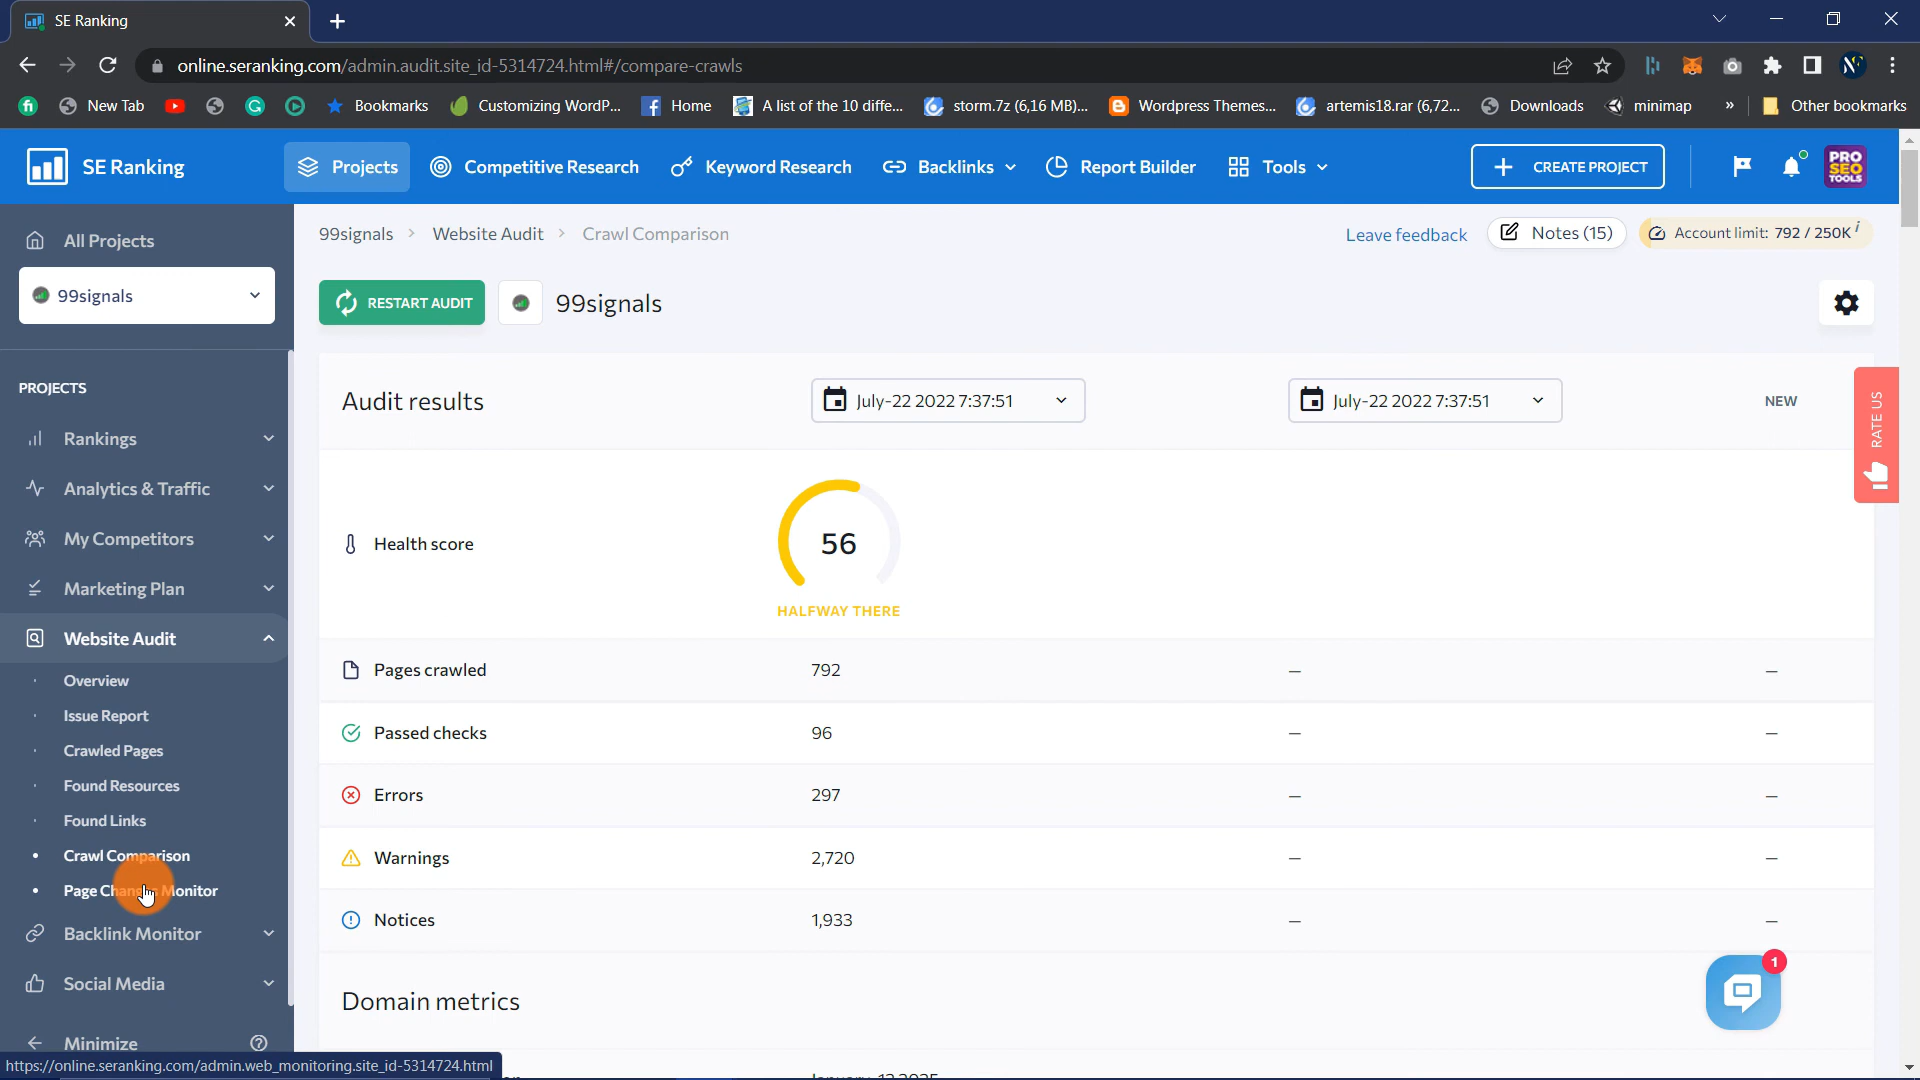 SE Ranking
online.seranking.com/admin.audit.site_id-5314724.html#/compare-crawls
New Tab
Bookmarks
Customizing WordP...
Home
A list of the 10 diffe...
storm.7z (6,16 MB)...
Wordpress Themes...
artemis18.rar (6,72...
Downloads
minimap
»
Other bookmarks
SE Ranking
Projects
Competitive Research
Keyword Research
Backlinks
Report Builder
Tools
+ CREATE PROJECT
PRO SEO TOOLS
All Projects
99signals
PROJECTS
Rankings
Analytics & Traffic
My Competitors
Marketing Plan
Website Audit
Overview
Issue Report
Crawled Pages
Found Resources
Found Links
Crawl Comparison
Page Changes Monitor
Backlink Monitor
Social Media
Minimize
https://online.seranking.com/admin.web_monitoring.site_id-5314724.html
99signals > Website Audit > Crawl Comparison
Leave feedback
Notes (15)
Account limit: 792 / 250K i
RESTART AUDIT
99signals
Audit results
July-22 2022 7:37:51
July-22 2022 7:37:51
NEW
RATE US
Health score
56
HALFWAY THERE
Pages crawled 792 – –
Passed checks 96 – –
Errors 297 – –
Warnings 2,720 – –
Notices 1,933 – –
1
Domain metrics